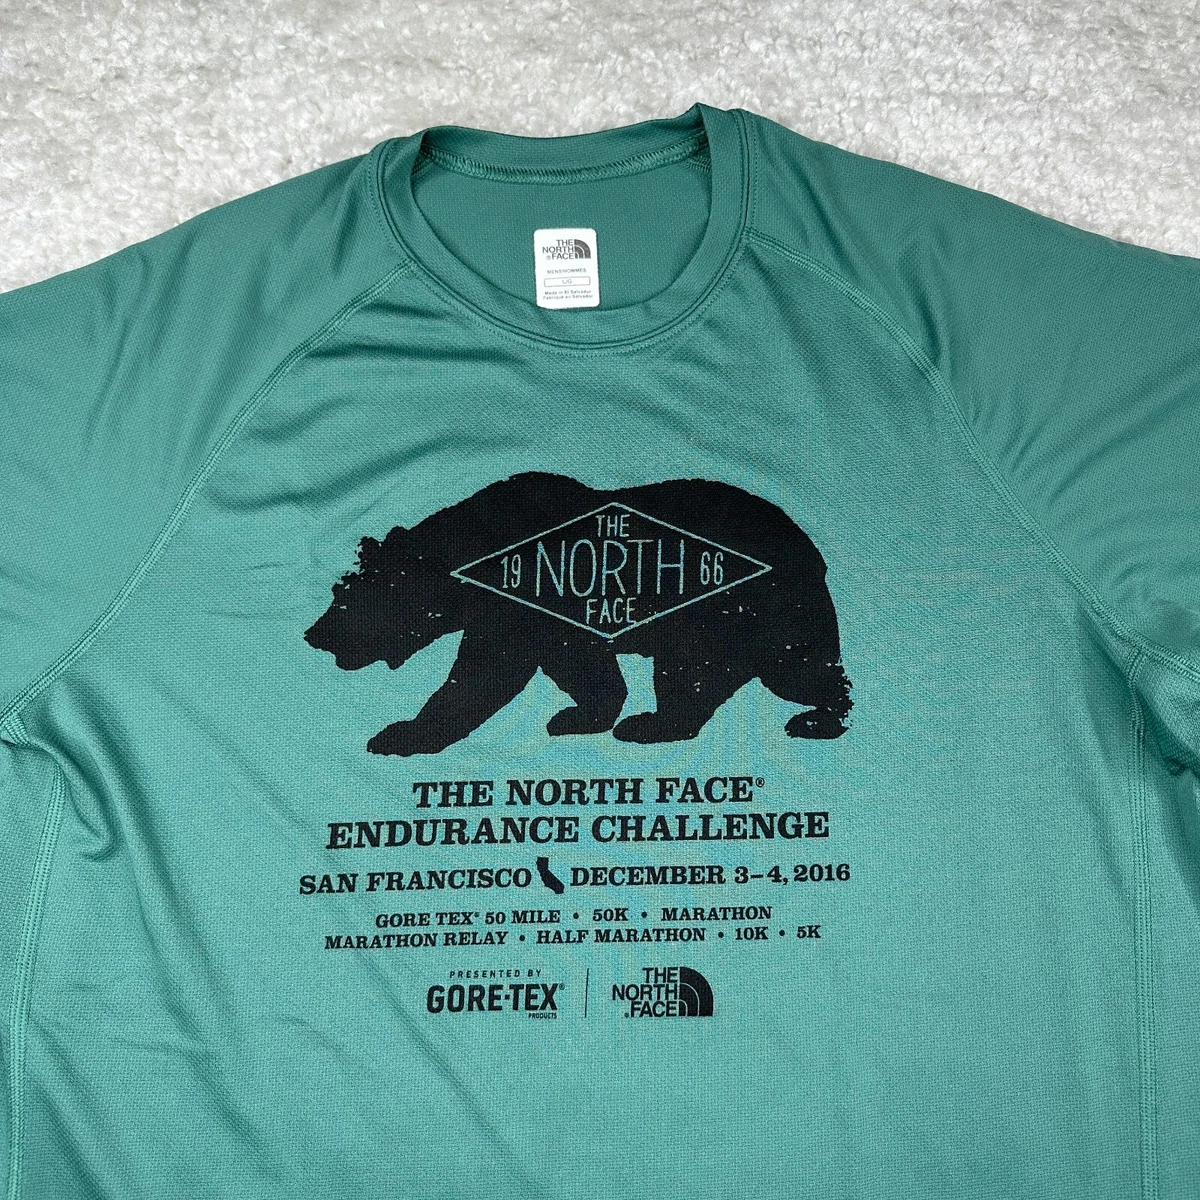 THE
NORTH
FACE
MENS/HOMMES
L/G
Made in El Salvador
Fabriqué au Salvador
THE
19 NORTH 66
FACE
THE NORTH FACE®
ENDURANCE CHALLENGE
SAN FRANCISCO DECEMBER 3-4, 2016
GORE TEX® 50 MILE • 50K • MARATHON
MARATHON RELAY • HALF MARATHON • 10K • 5K
PRESENTED BY
GORE-TEX®
PRODUCTS
THE
NORTH
FACE